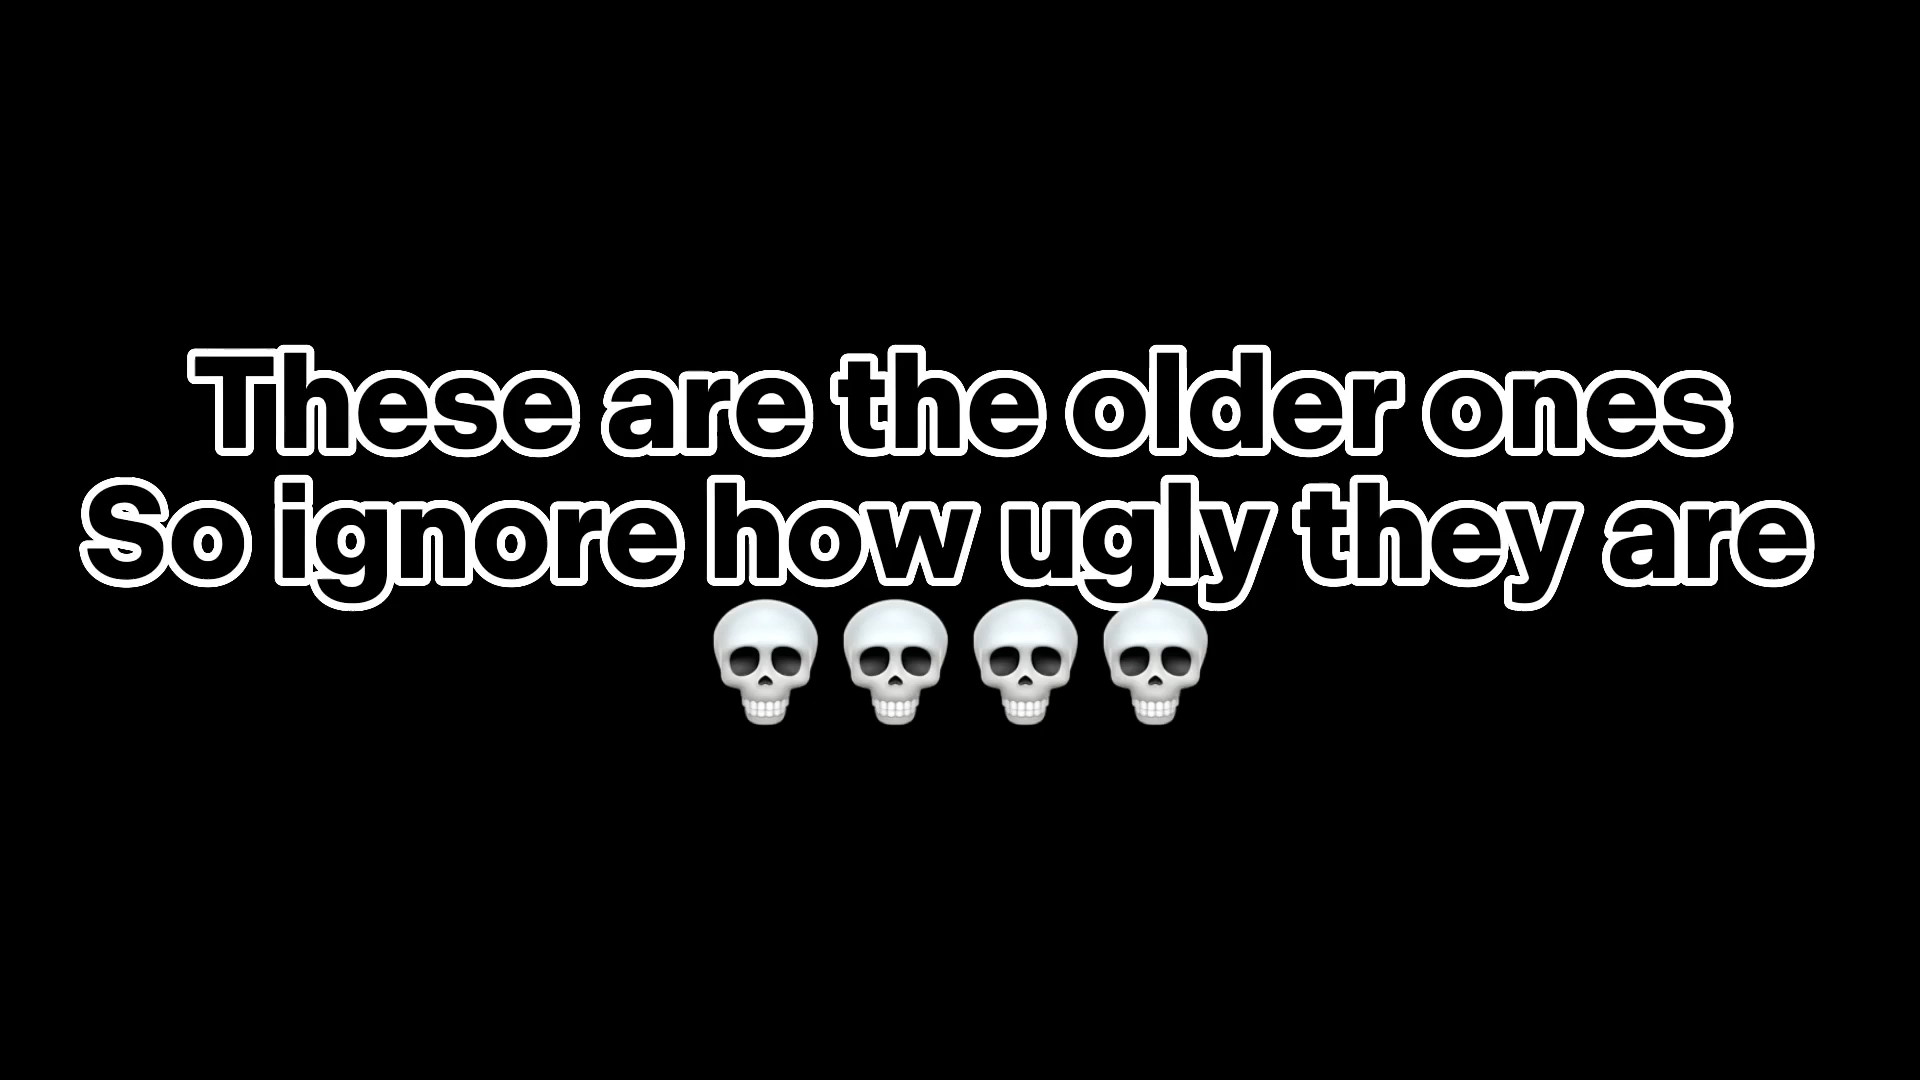 These are the older ones
So ignore how ugly they are
💀💀💀💀